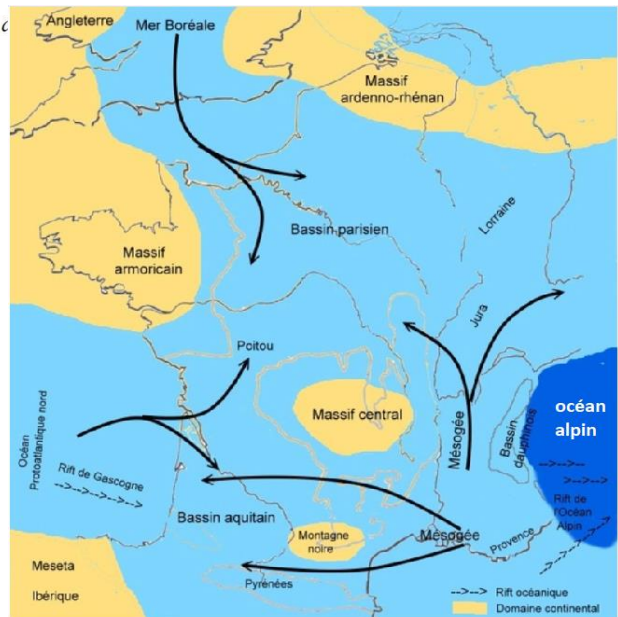 Angleterre
Mer Boréale
Massif
ardenno-rhénan
Lorraine
Bassin parisien
Massif
armoricain
Jura
Poitou
Massif central
océan
alpin
Bassin
dauphinois
Mésogée
Océan
Protoatlantique nord
Rift de Gascogne
Rift de
l'Océan
Alpin
Bassin aquitain
Montagne
noire
Mésogée
Provence
Meseta
Ibérique
Pyrénées
-->--> Rift océanique
Domaine continental